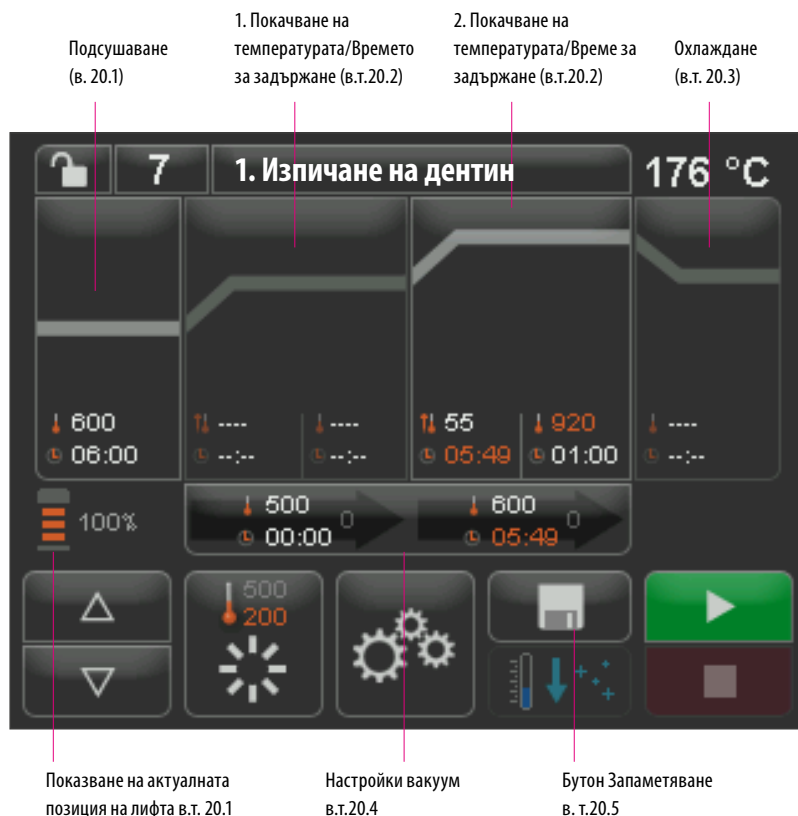 Подсушаване
(в. 20.1)
1. Покачване на
температурата/Времето
за задържане (в.т.20.2)
2. Покачване на
температурата/Време за
задържане (в.т.20.2)
Охлаждане
(в.т. 20.3)
7
1. Изпичане на дентин
176 °C
600
06:00
---- ----
--:-- --:--
55 920
05:49 01:00
----
--:--
100%
500 0
00:00
600 0
05:49
500
200
Показване на актуалната
позиция на лифта в.т. 20.1
Настройки вакуум
в.т.20.4
Бутон Запаметяване
в. т.20.5